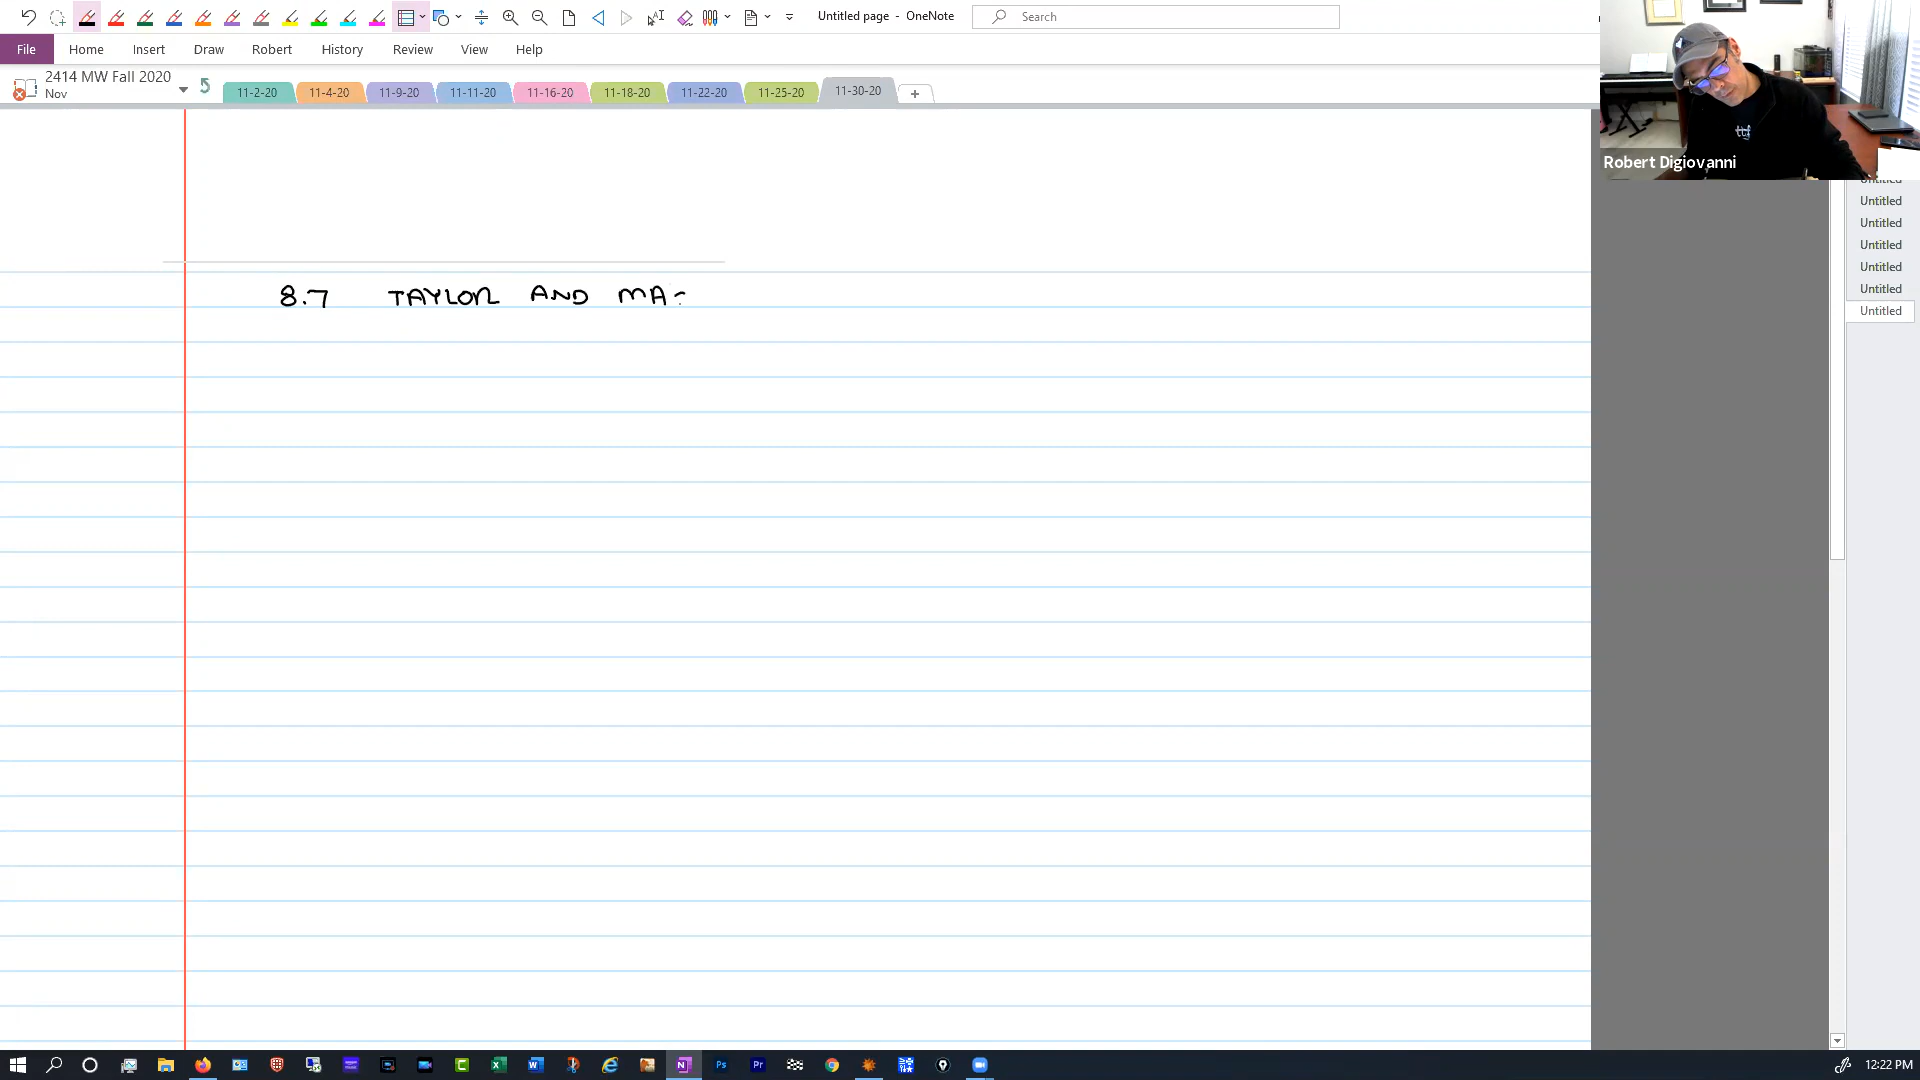 Untitled page - OneNote
Search
File Home Insert Draw Robert History Review View Help
2414 MW Fall 2020
Nov
11-2-20 11-4-20 11-9-20 11-11-20 11-16-20 11-18-20 11-22-20 11-25-20 11-30-20
Robert Digiovanni
ttf
Untitled
Untitled
Untitled
Untitled
Untitled
Untitled
Untitled
8.7 TAYLOR AND MA
12:22 PM